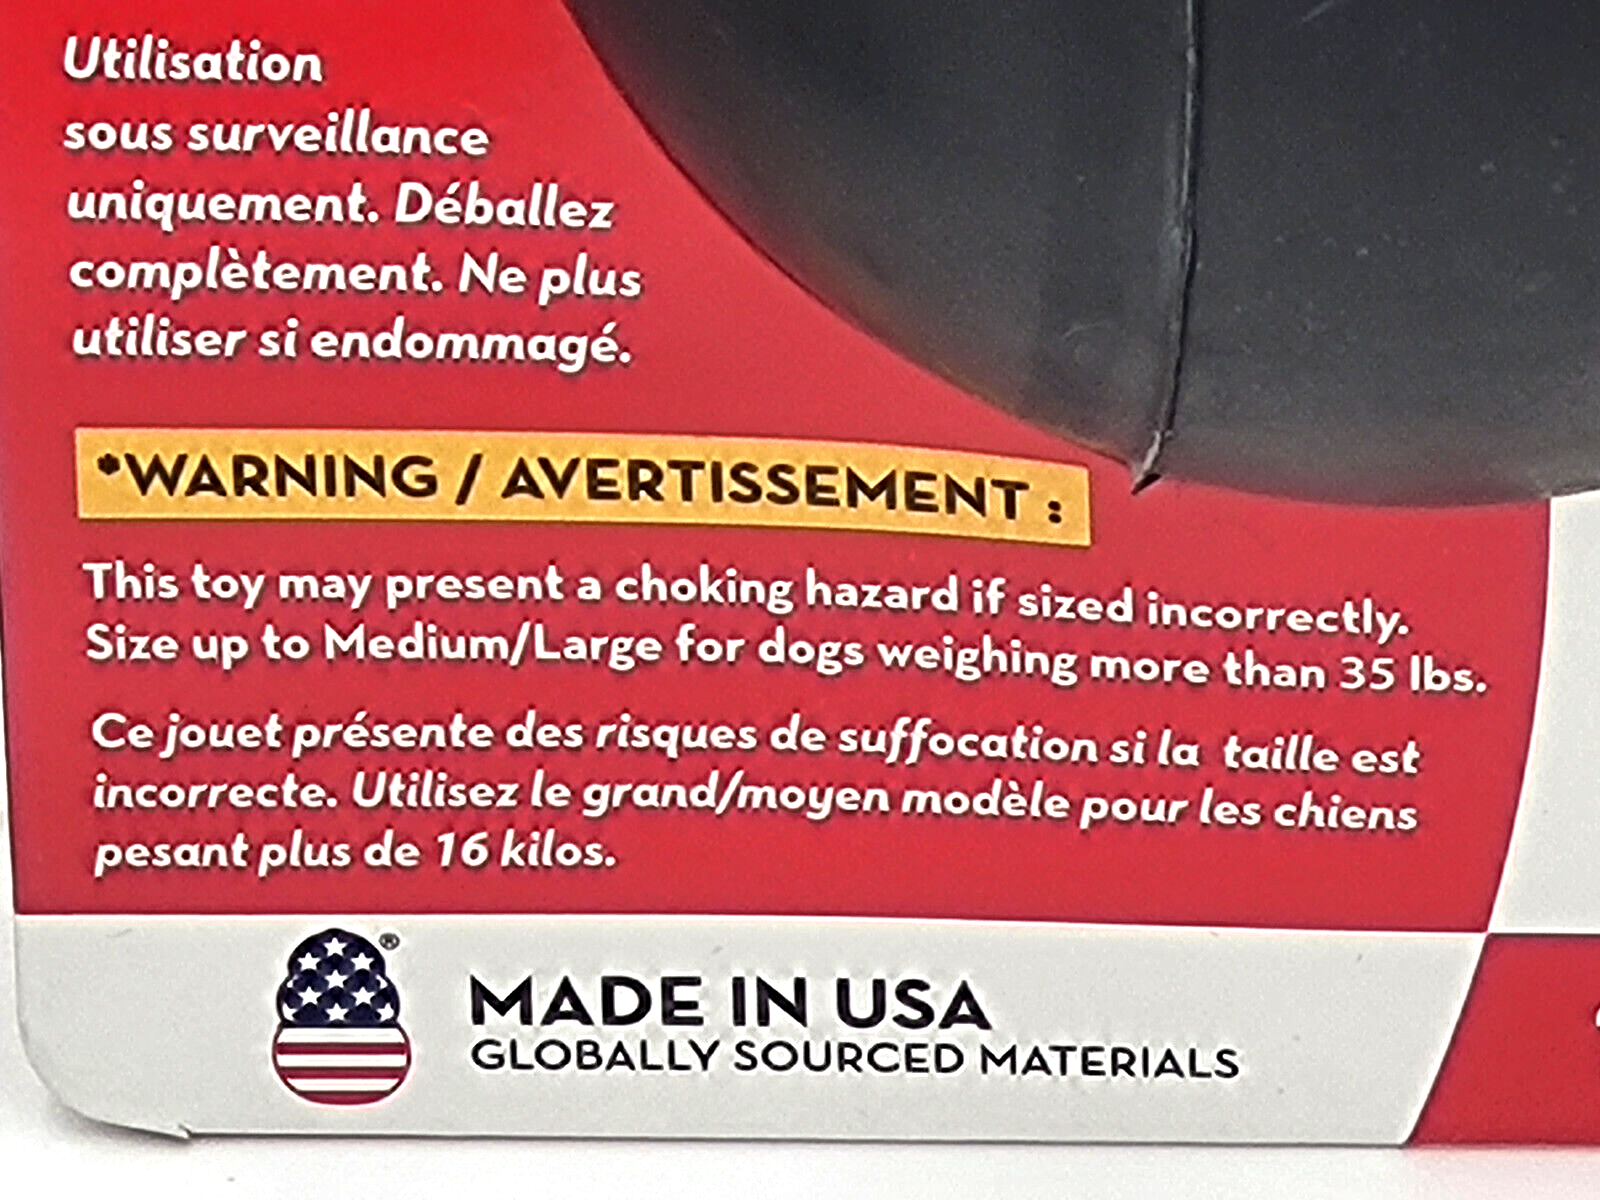 Utilisation
sous surveillance
uniquement. Déballez
complètement. Ne plus
utiliser si endommagé.
*WARNING / AVERTISSEMENT :
This toy may present a choking hazard if sized incorrectly.
Size up to Medium/Large for dogs weighing more than 35 lbs.
Ce jouet présente des risques de suffocation si la taille est
incorrecte. Utilisez le grand/moyen modèle pour les chiens
pesant plus de 16 kilos.
®
MADE IN USA
GLOBALLY SOURCED MATERIALS